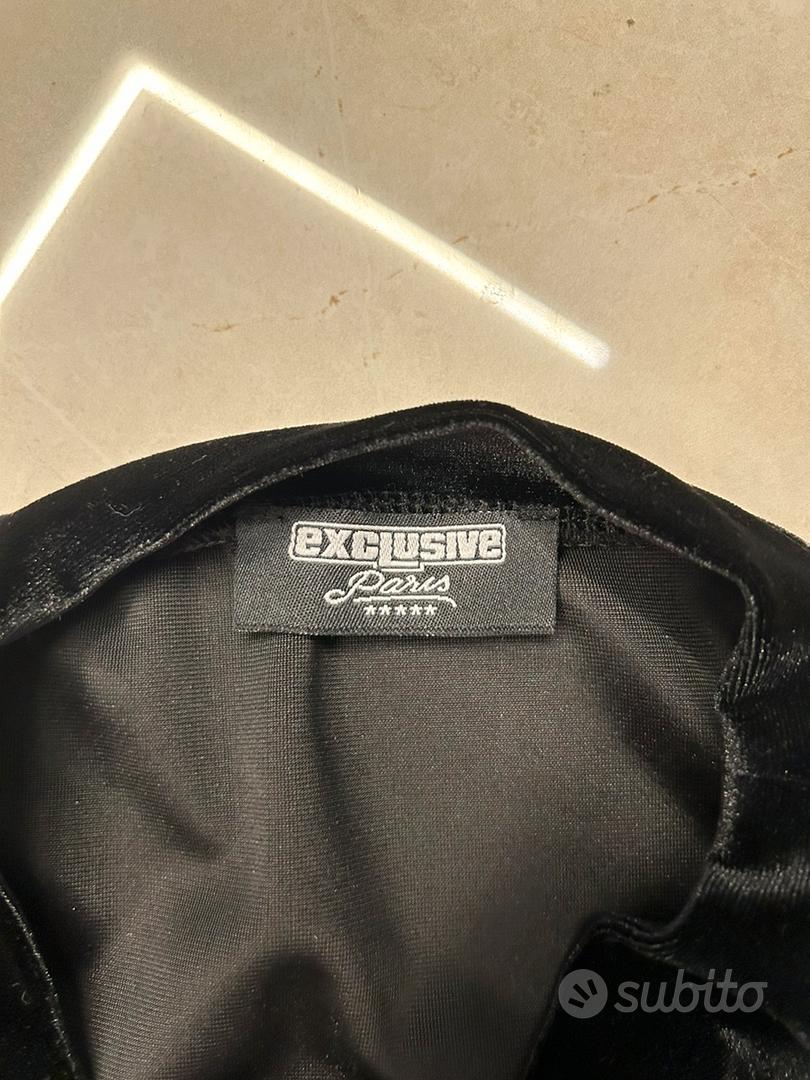 exclusive
Paris
*****
subito